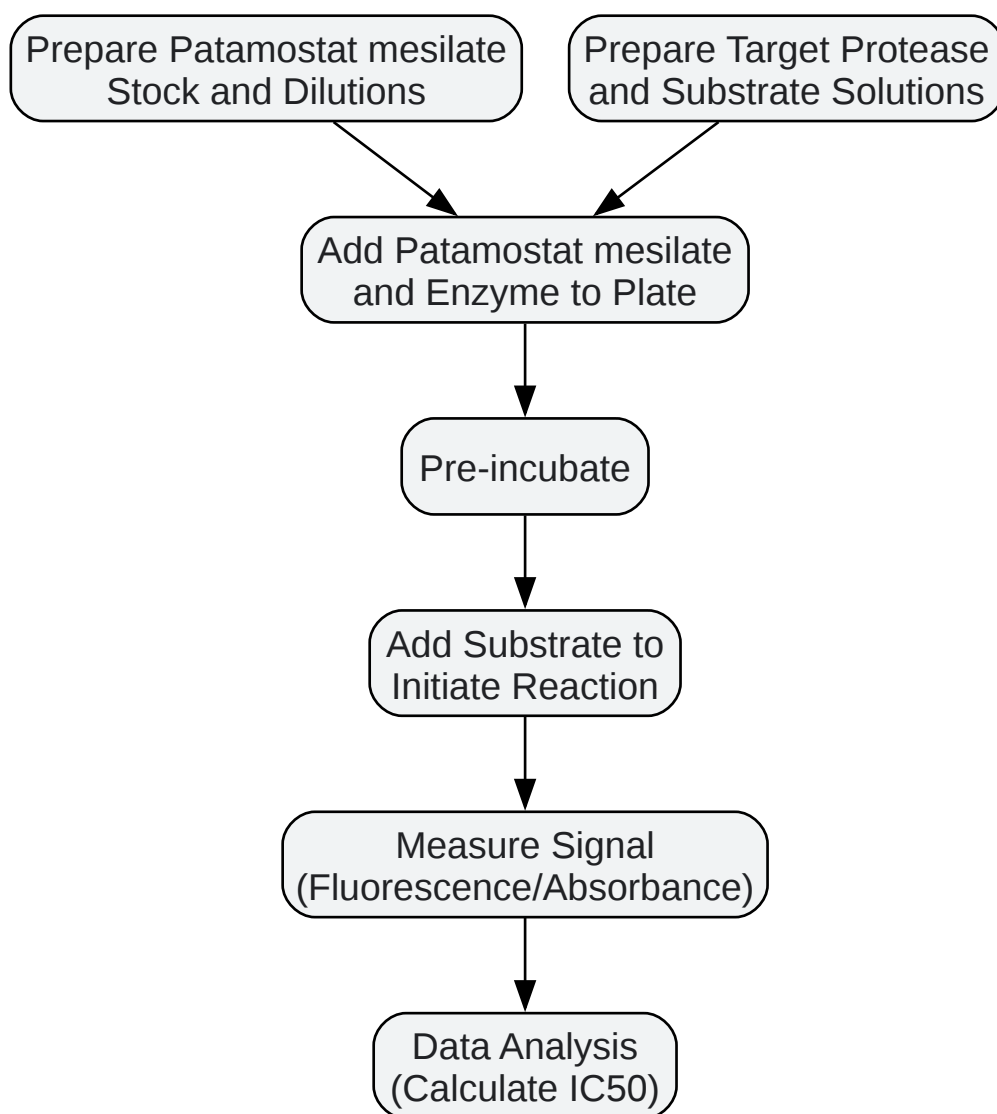 Prepare Patamostat mesilate
Stock and Dilutions
Prepare Target Protease
and Substrate Solutions
Add Patamostat mesilate
and Enzyme to Plate
Pre-incubate
Add Substrate to
Initiate Reaction
Measure Signal
(Fluorescence/Absorbance)
Data Analysis
(Calculate IC50)